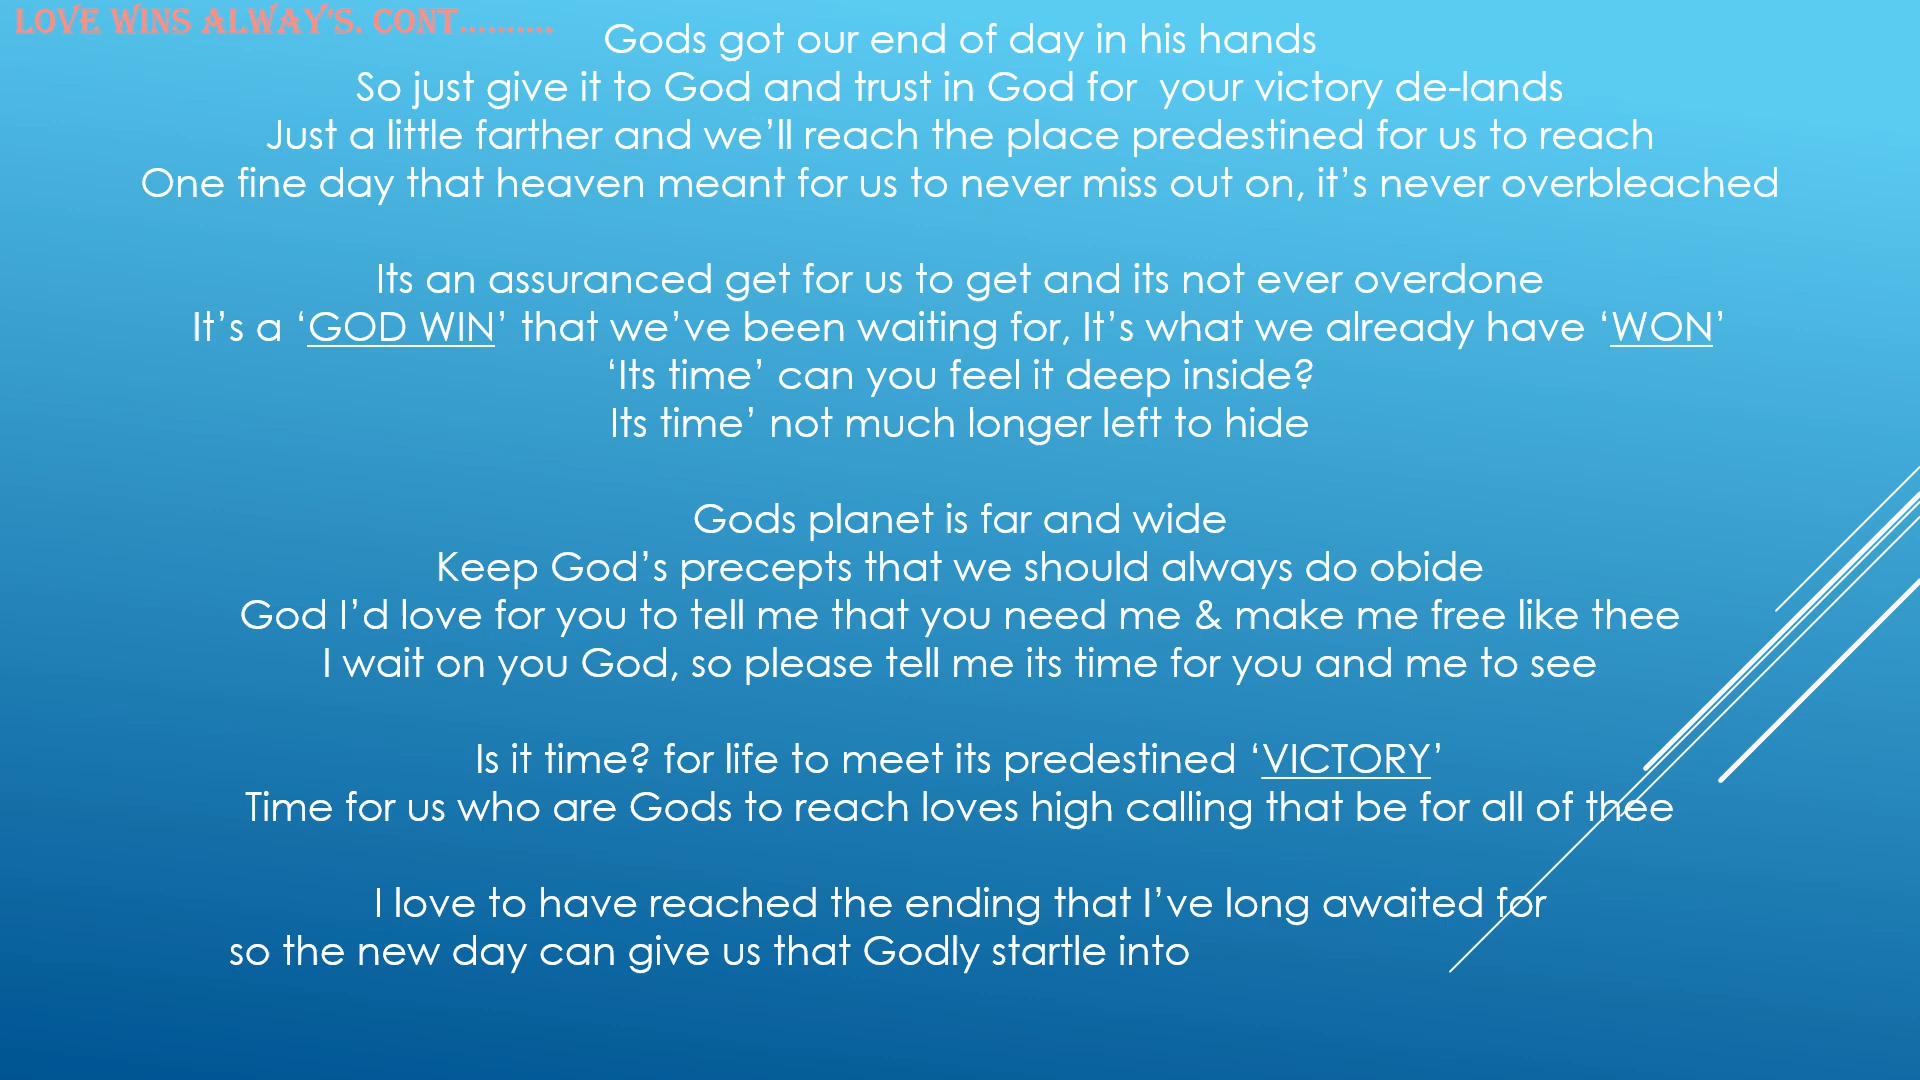 LOVE WINS ALWAY'S. CONT..........
Gods got our end of day in his hands
So just give it to God and trust in God for  your victory de-lands
Just a little farther and we’ll reach the place predestined for us to reach
One fine day that heaven meant for us to never miss out on, it’s never overbleached
Its an assuranced get for us to get and its not ever overdone
It’s a ‘GOD WIN’ that we’ve been waiting for, It’s what we already have ‘WON’
‘Its time’ can you feel it deep inside?
Its time’ not much longer left to hide
Gods planet is far and wide
Keep God’s precepts that we should always do obide
God I’d love for you to tell me that you need me & make me free like thee
I wait on you God, so please tell me its time for you and me to see
Is it time? for life to meet its predestined ‘VICTORY’
Time for us who are Gods to reach loves high calling that be for all of thee
I love to have reached the ending that I’ve long awaited for
so the new day can give us that Godly startle into